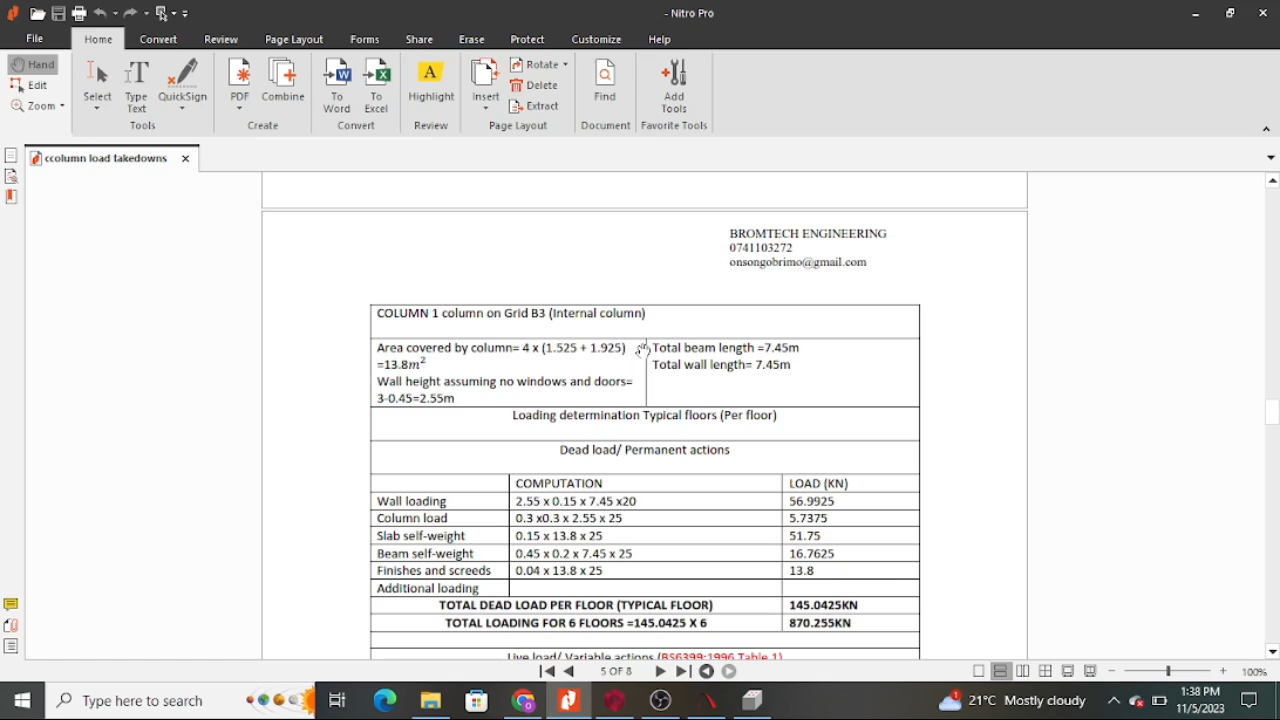 - Nitro Pro
File Home Convert Review Page Layout Forms Share Erase Protect Customize Help
Hand
Edit
Zoom
Select
Type Text
QuickSign
Tools
PDF
Combine
Create
To Word
To Excel
Convert
Highlight
Review
Insert
Rotate
Delete
Extract
Page Layout
Find
Document
Add Tools
Favorite Tools
ccolumn load takedowns
BROMTECH ENGINEERING
0741103272
onsongobrimo@gmail.com
COLUMN 1 column on Grid B3 (Internal column)
Area covered by column= 4 x (1.525 + 1.925)
=13.8m²
Wall height assuming no windows and doors=
3-0.45=2.55m
Total beam length =7.45m
Total wall length= 7.45m
Loading determination Typical floors (Per floor)
Dead load/ Permanent actions
COMPUTATION LOAD (KN)
Wall loading 2.55 x 0.15 x 7.45 x20 56.9925
Column load 0.3 x0.3 x 2.55 x 25 5.7375
Slab self-weight 0.15 x 13.8 x 25 51.75
Beam self-weight 0.45 x 0.2 x 7.45 x 25 16.7625
Finishes and screeds 0.04 x 13.8 x 25 13.8
Additional loading
TOTAL DEAD LOAD PER FLOOR (TYPICAL FLOOR) 145.0425KN
TOTAL LOADING FOR 6 FLOORS =145.0425 X 6 870.255KN
Live load/ Variable actions (BS6399:1996 Table 1)
5 OF 8
100%
Type here to search
1
21°C Mostly cloudy
1:38 PM
11/5/2023